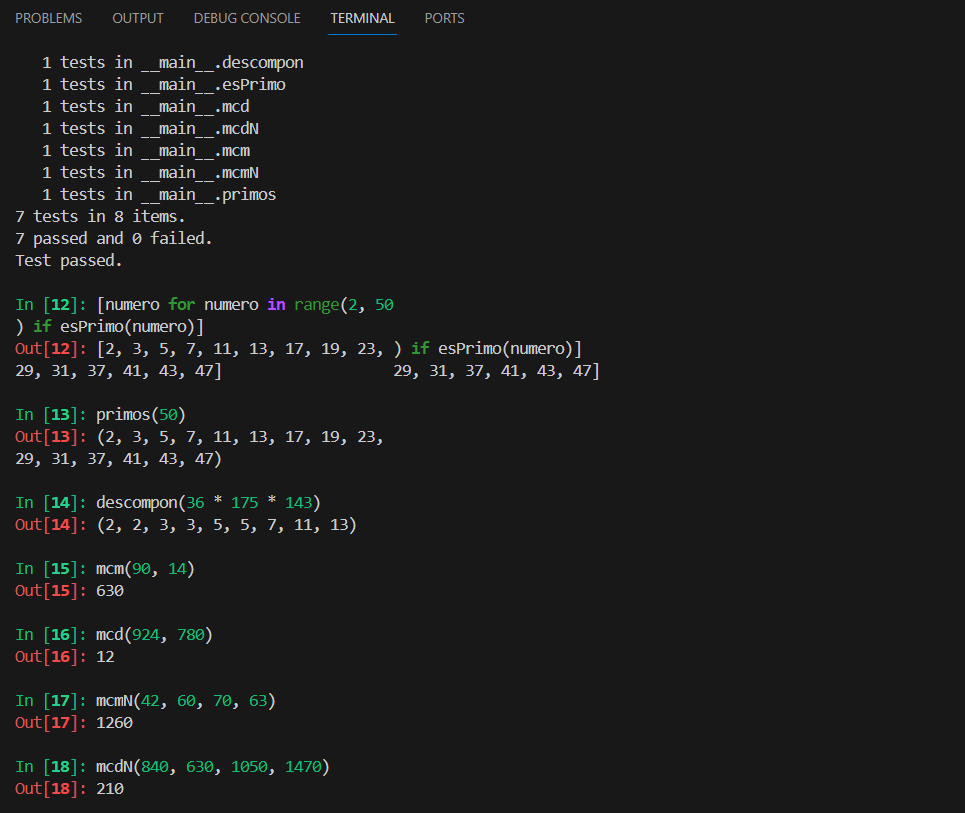 PROBLEMS OUTPUT DEBUG CONSOLE TERMINAL PORTS
1 tests in __main__.descompon
1 tests in __main__.esPrimo
1 tests in __main__.mcd
1 tests in __main__.mcdN
1 tests in __main__.mcm
1 tests in __main__.mcmN
1 tests in __main__.primos
7 tests in 8 items.
7 passed and 0 failed.
Test passed.
In [12]: [numero for numero in range(2, 50
) if esPrimo(numero)]
Out[12]: [2, 3, 5, 7, 11, 13, 17, 19, 23, ) if esPrimo(numero)]
29, 31, 37, 41, 43, 47] 29, 31, 37, 41, 43, 47]
In [13]: primos(50)
Out[13]: (2, 3, 5, 7, 11, 13, 17, 19, 23,
29, 31, 37, 41, 43, 47)
In [14]: descompon(36 * 175 * 143)
Out[14]: (2, 2, 3, 3, 5, 5, 7, 11, 13)
In [15]: mcm(90, 14)
Out[15]: 630
In [16]: mcd(924, 780)
Out[16]: 12
In [17]: mcmN(42, 60, 70, 63)
Out[17]: 1260
In [18]: mcdN(840, 630, 1050, 1470)
Out[18]: 210